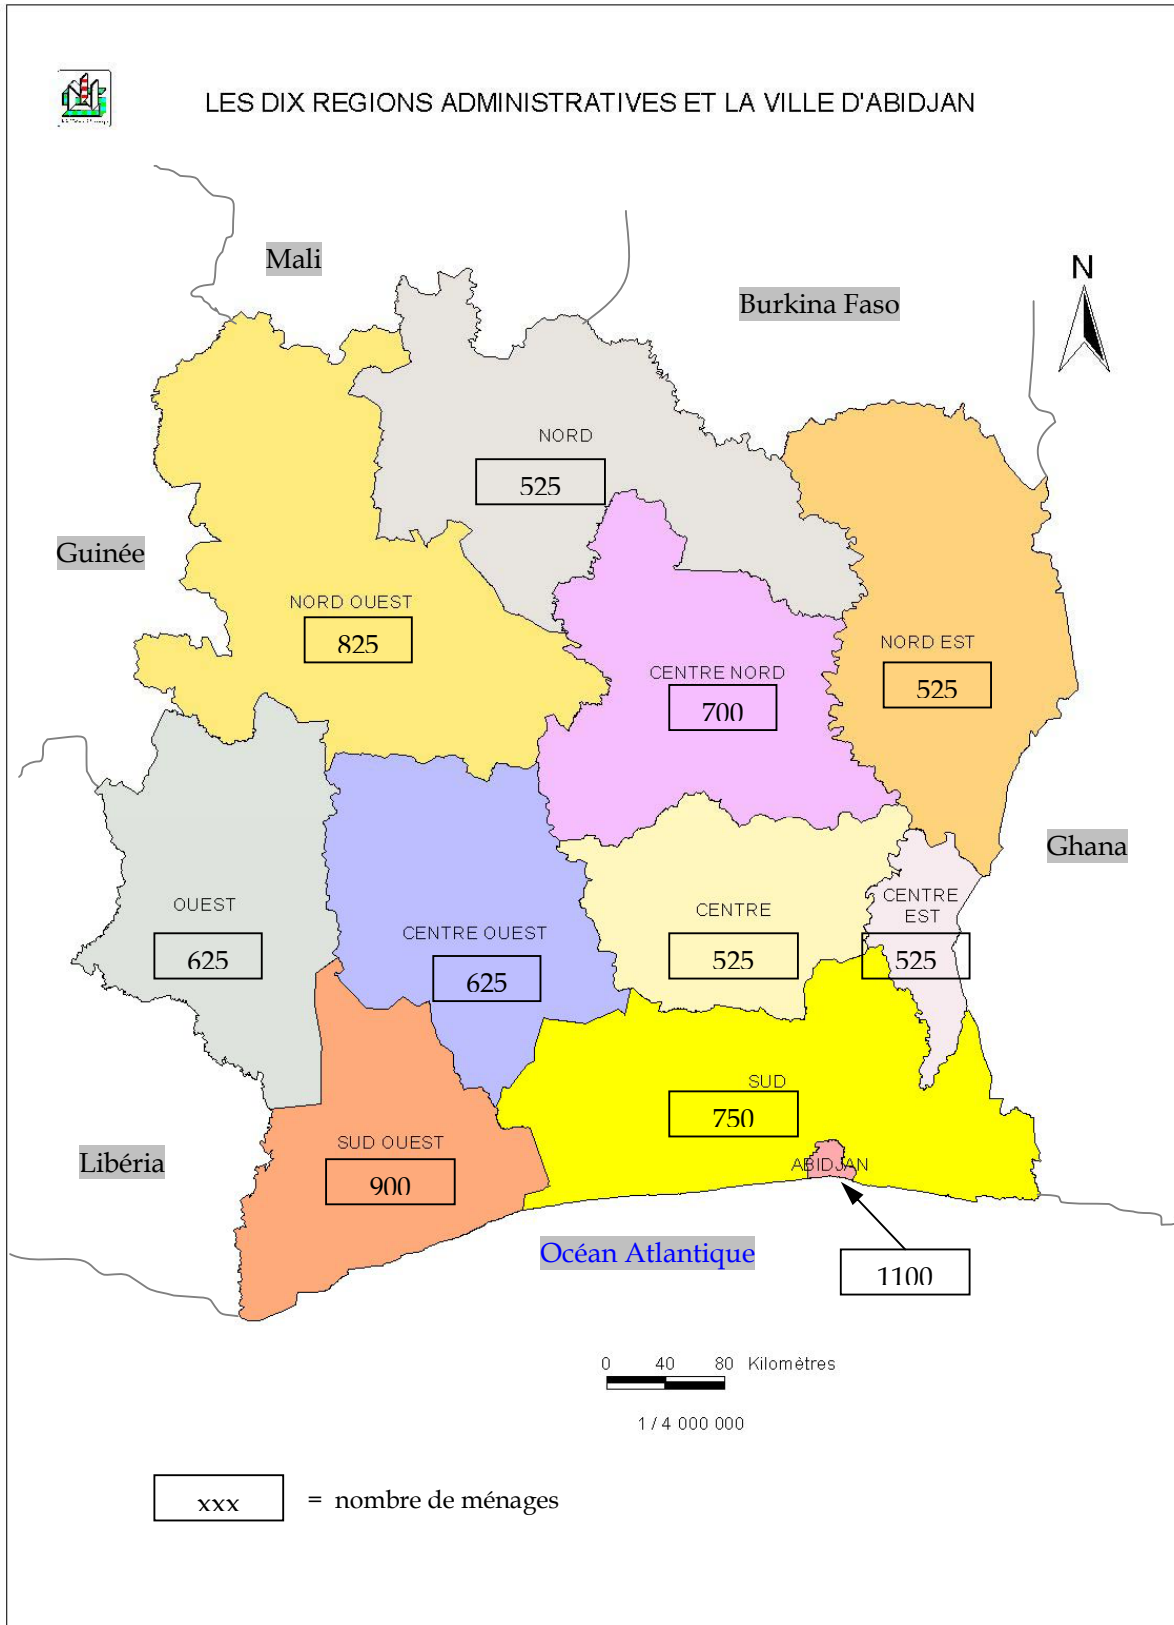 LES DIX REGIONS ADMINISTRATIVES ET LA VILLE D'ABIDJAN
Mali
N
Burkina Faso
NORD
525
Guinée
NORD OUEST
825
NORD EST
525
CENTRE NORD
700
Ghana
OUEST
625
CENTRE OUEST
625
CENTRE
525
CENTRE
EST
525
SUD
750
Libéria
SUD OUEST
900
ABIDJAN
Océan Atlantique
1100
0 40 80 Kilomètres
1 / 4 000 000
xxx = nombre de ménages